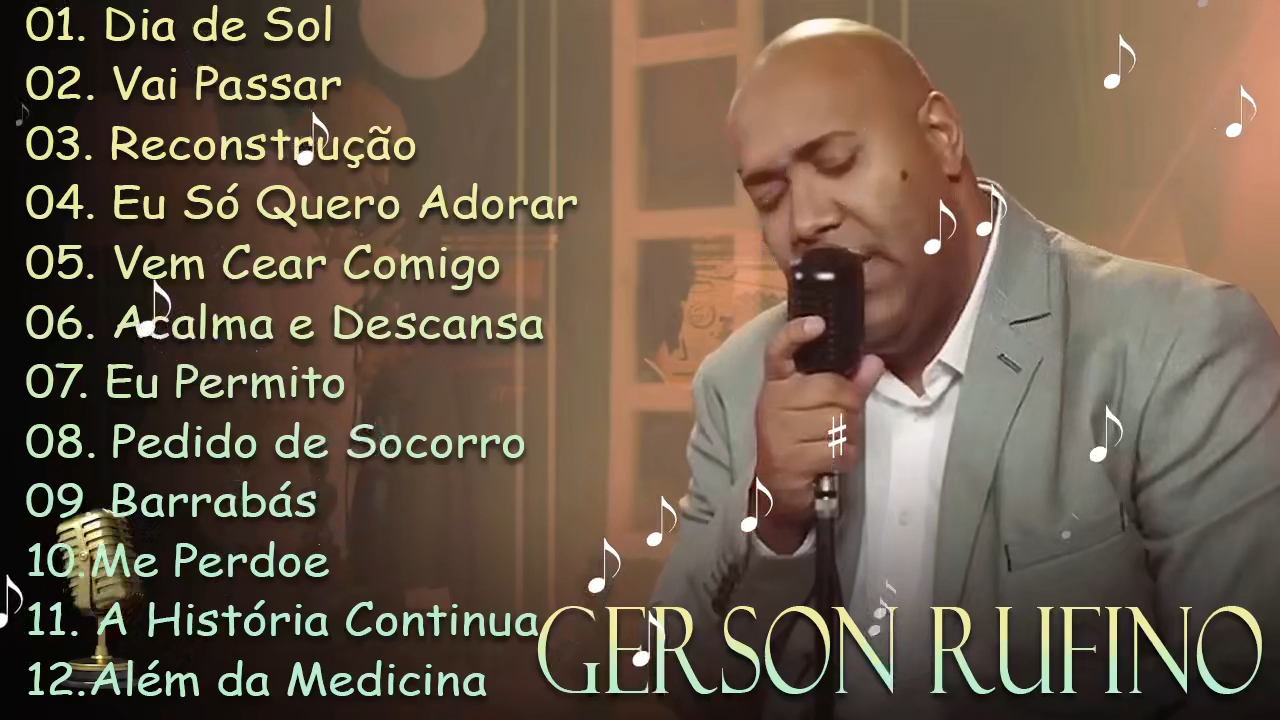 01. Dia de Sol
02. Vai Passar
03. Reconstrução
04. Eu Só Quero Adorar
05. Vem Cear Comigo
06. Acalma e Descansa
07. Eu Permito
08. Pedido de Socorro
09. Barrabás
10.Me Perdoe
11. A História Continua
12.Além da Medicina
GERSON RUFINO